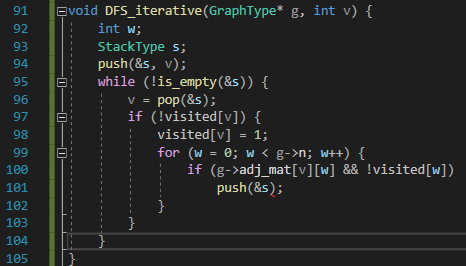 91 void DFS_iterative(GraphType* g, int v) {
92 int w;
93 StackType s;
94 push(&s, v);
95 while (!is_empty(&s)) {
96 v = pop(&s);
97 if (!visited[v]) {
98 visited[v] = 1;
99 for (w = 0; w < g->n; w++) {
100 if (g->adj_mat[v][w] && !visited[w])
101 push(&s);
102 }
103 }
104 }
105 }